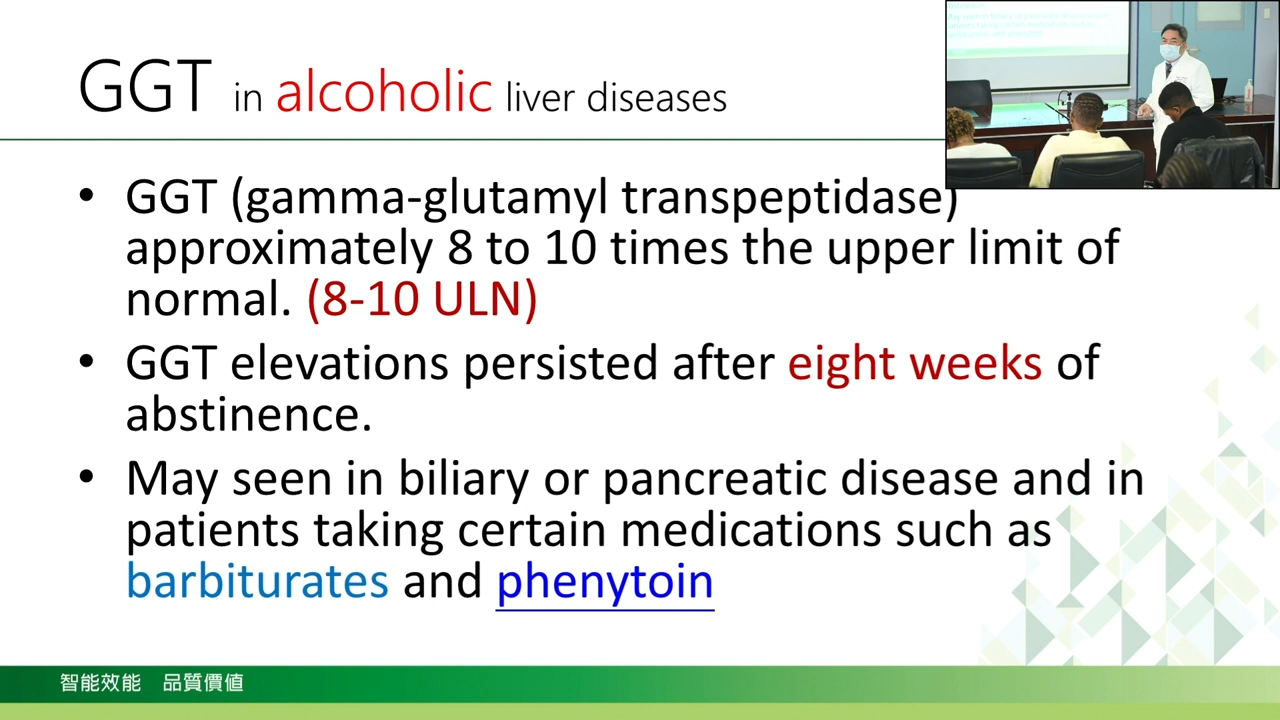 GGT in alcoholic liver diseases
• GGT (gamma-glutamyl transpeptidase)
approximately 8 to 10 times the upper limit of
normal. (8-10 ULN)
• GGT elevations persisted after eight weeks of
abstinence.
• May seen in biliary or pancreatic disease and in
patients taking certain medications such as
barbiturates and phenytoin
智能效能 品質價值